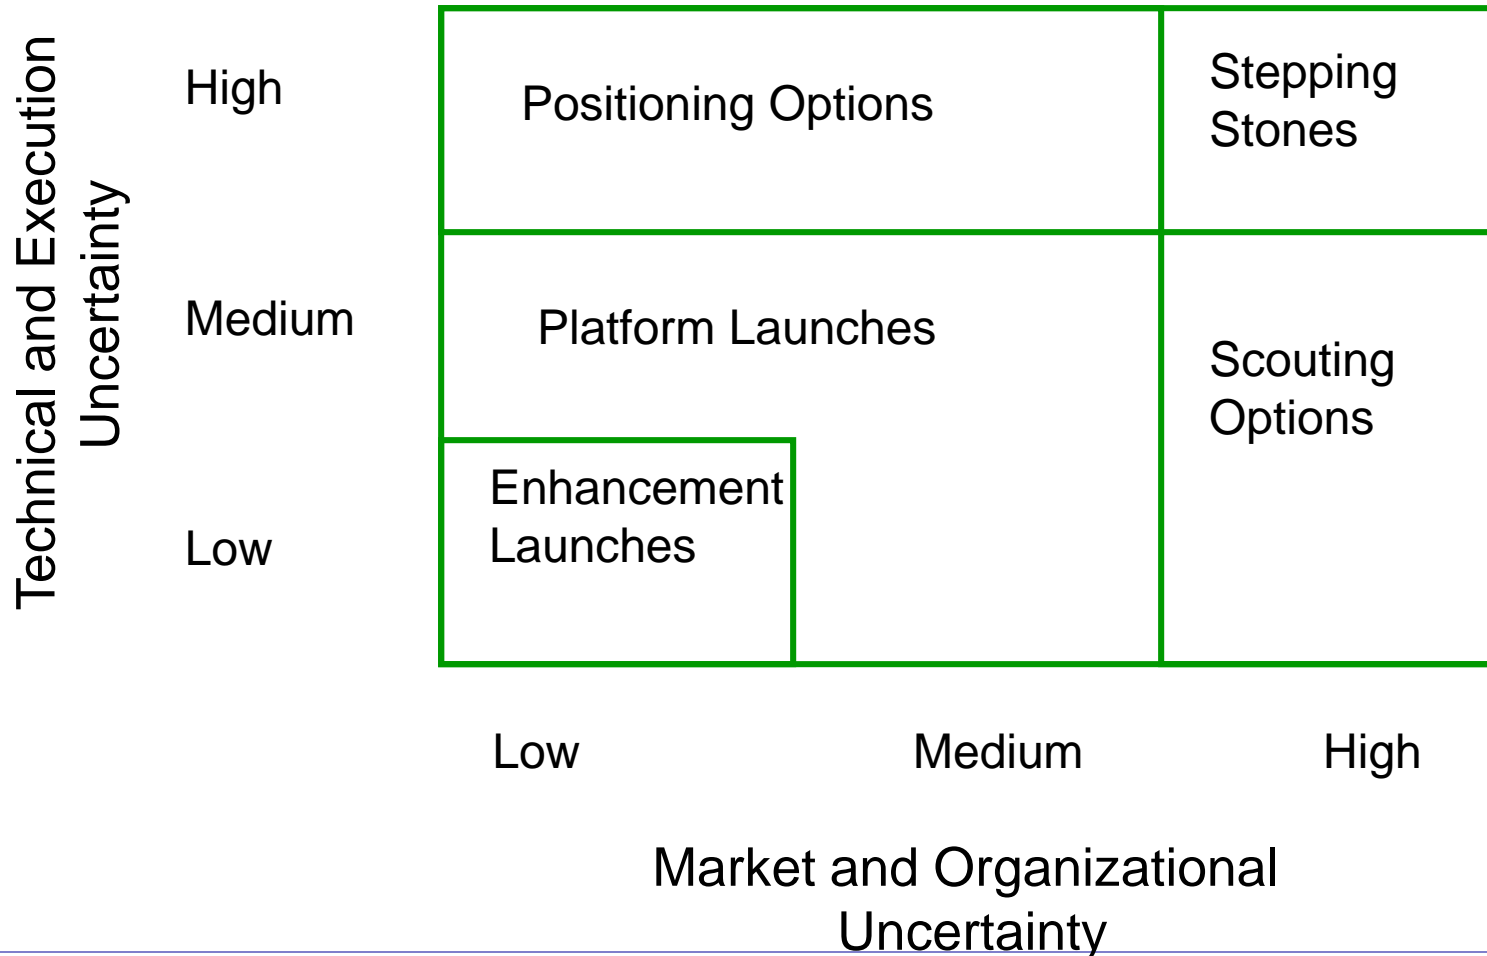 Technical and Execution
Uncertainty
High
Positioning Options
Stepping
Stones
Medium
Platform Launches
Scouting
Options
Low
Enhancement
Launches
Low
Medium
High
Market and Organizational
Uncertainty